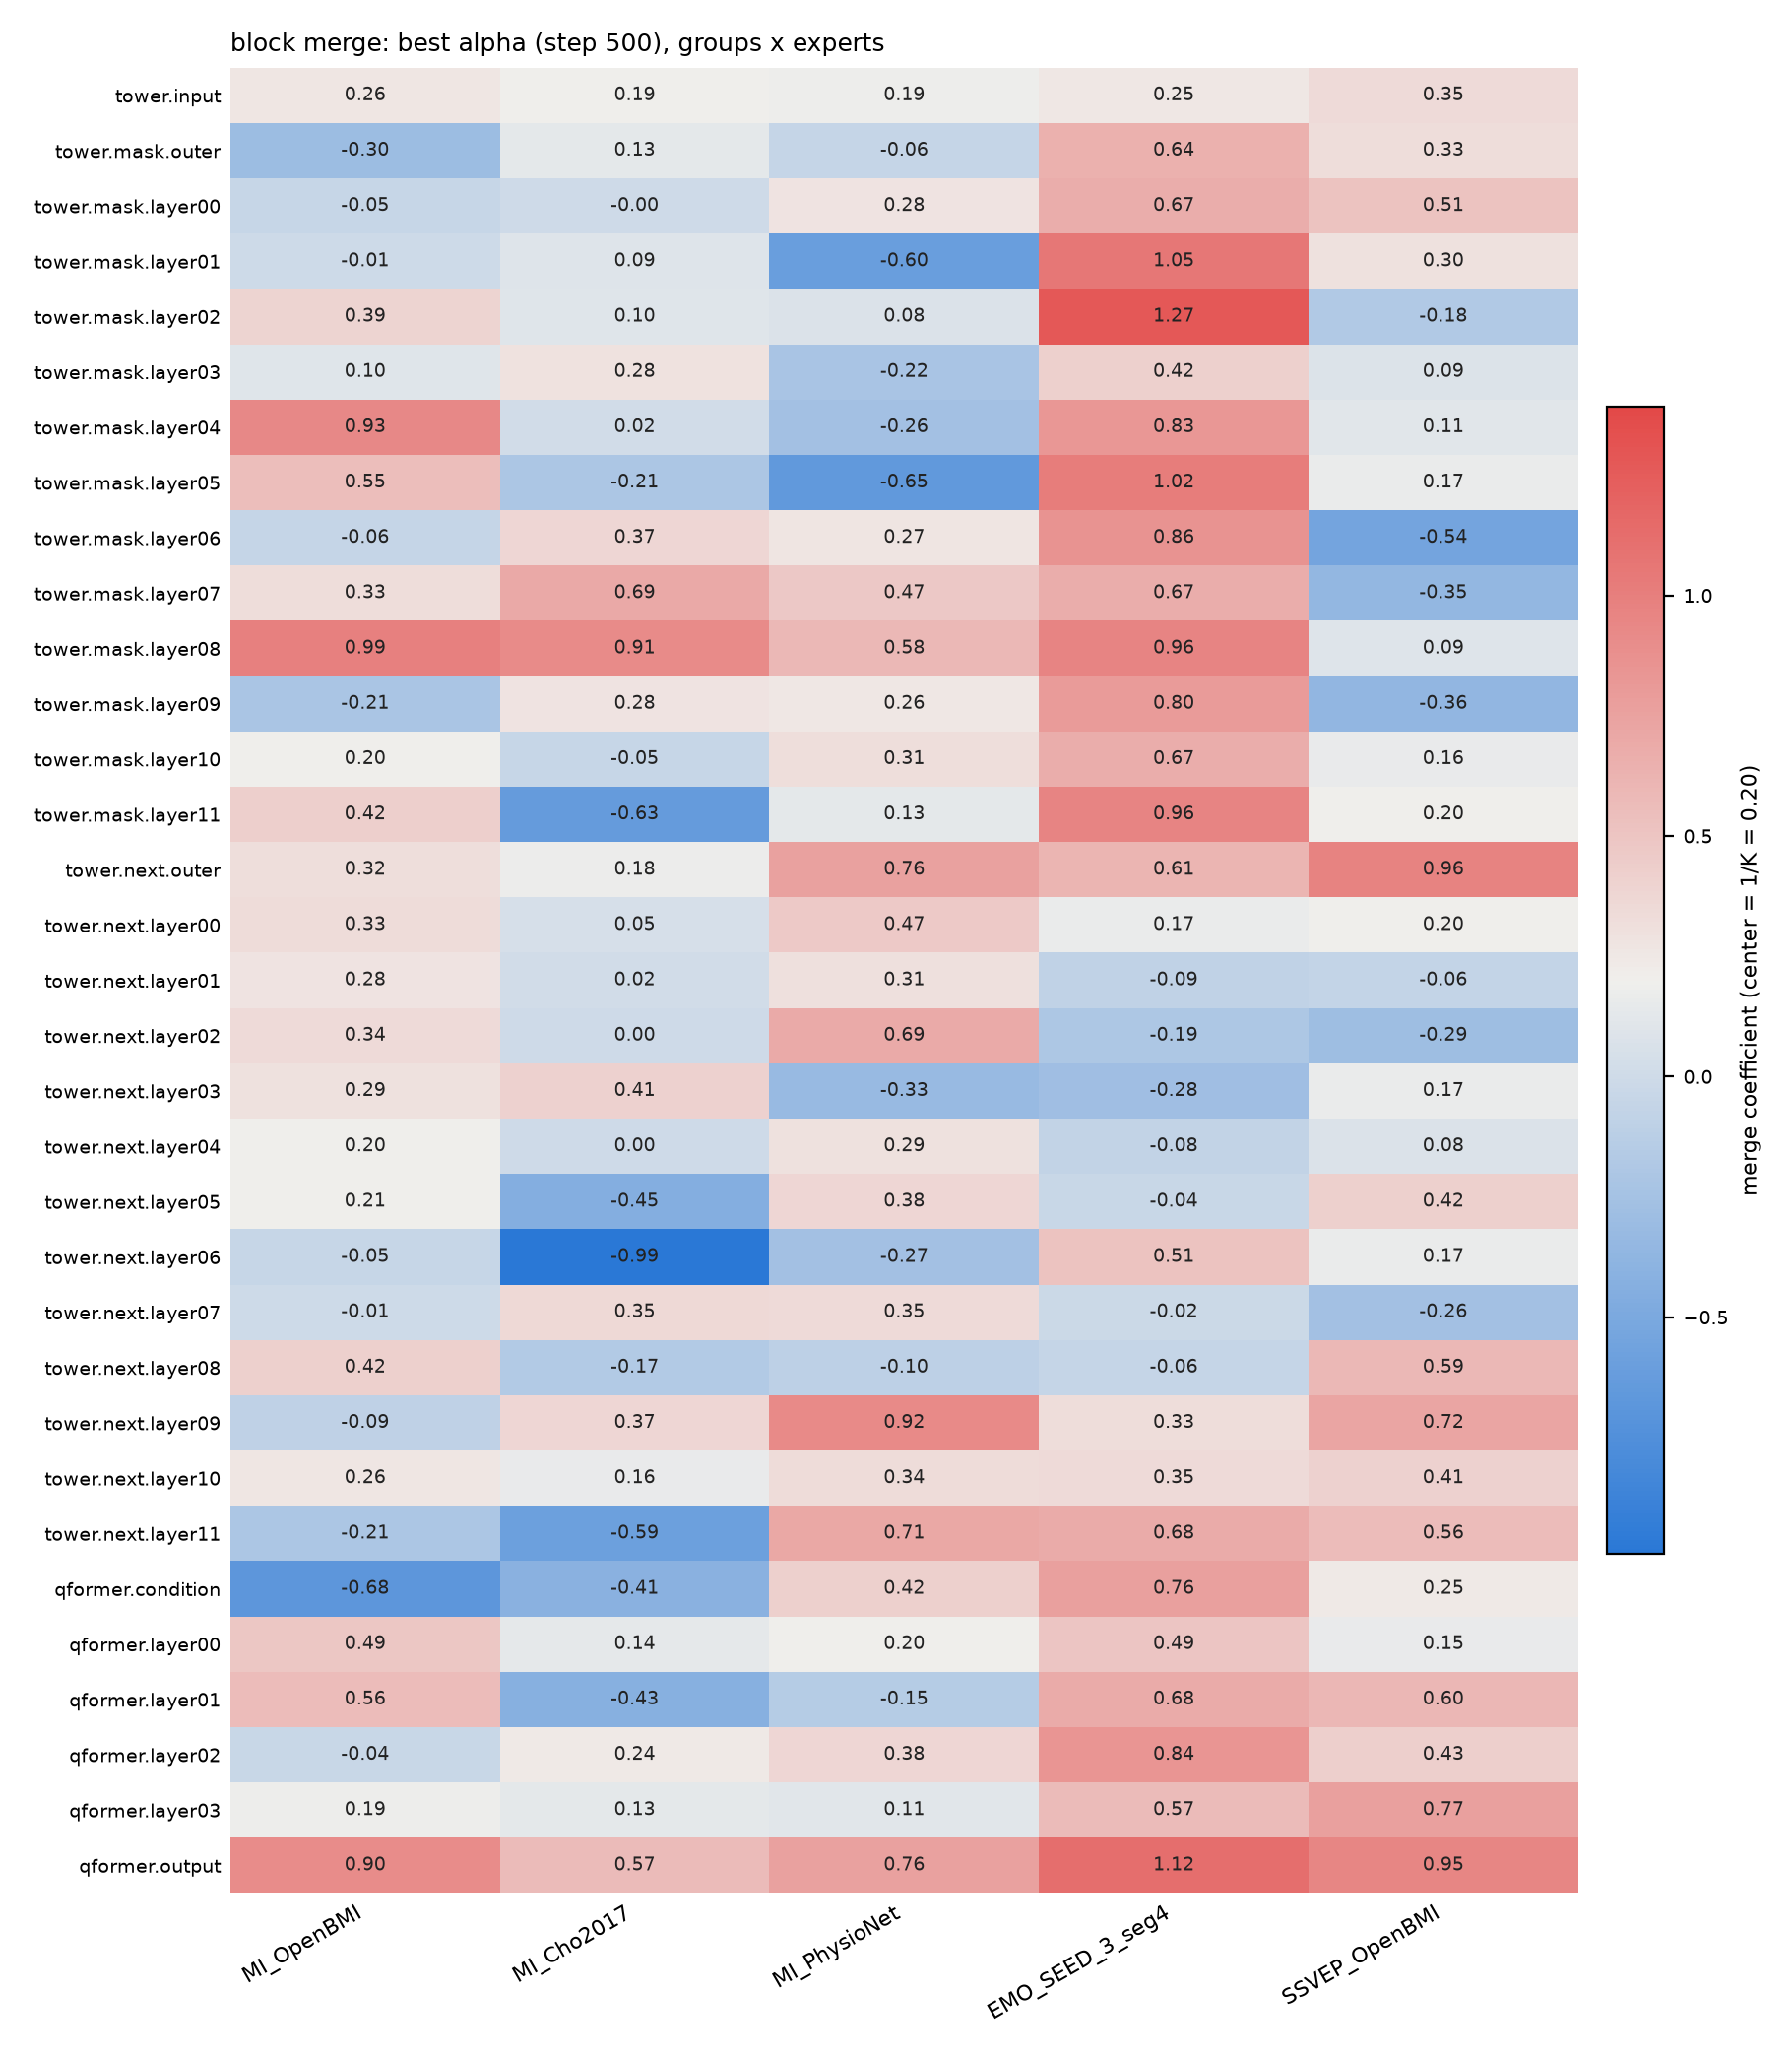 block merge: best alpha (step 500), groups x experts
tower.input 0.26 0.19 0.19 0.25 0.35
tower.mask.outer -0.30 0.13 -0.06 0.64 0.33
tower.mask.layer00 -0.05 -0.00 0.28 0.67 0.51
tower.mask.layer01 -0.01 0.09 -0.60 1.05 0.30
tower.mask.layer02 0.39 0.10 0.08 1.27 -0.18
tower.mask.layer03 0.10 0.28 -0.22 0.42 0.09
tower.mask.layer04 0.93 0.02 -0.26 0.83 0.11
tower.mask.layer05 0.55 -0.21 -0.65 1.02 0.17
tower.mask.layer06 -0.06 0.37 0.27 0.86 -0.54
tower.mask.layer07 0.33 0.69 0.47 0.67 -0.35
tower.mask.layer08 0.99 0.91 0.58 0.96 0.09
tower.mask.layer09 -0.21 0.28 0.26 0.80 -0.36
tower.mask.layer10 0.20 -0.05 0.31 0.67 0.16
tower.mask.layer11 0.42 -0.63 0.13 0.96 0.20
tower.next.outer 0.32 0.18 0.76 0.61 0.96
tower.next.layer00 0.33 0.05 0.47 0.17 0.20
tower.next.layer01 0.28 0.02 0.31 -0.09 -0.06
tower.next.layer02 0.34 0.00 0.69 -0.19 -0.29
tower.next.layer03 0.29 0.41 -0.33 -0.28 0.17
tower.next.layer04 0.20 0.00 0.29 -0.08 0.08
tower.next.layer05 0.21 -0.45 0.38 -0.04 0.42
tower.next.layer06 -0.05 -0.99 -0.27 0.51 0.17
tower.next.layer07 -0.01 0.35 0.35 -0.02 -0.26
tower.next.layer08 0.42 -0.17 -0.10 -0.06 0.59
tower.next.layer09 -0.09 0.37 0.92 0.33 0.72
tower.next.layer10 0.26 0.16 0.34 0.35 0.41
tower.next.layer11 -0.21 -0.59 0.71 0.68 0.56
qformer.condition -0.68 -0.41 0.42 0.76 0.25
qformer.layer00 0.49 0.14 0.20 0.49 0.15
qformer.layer01 0.56 -0.43 -0.15 0.68 0.60
qformer.layer02 -0.04 0.24 0.38 0.84 0.43
qformer.layer03 0.19 0.13 0.11 0.57 0.77
qformer.output 0.90 0.57 0.76 1.12 0.95
MI_OpenBMI MI_Cho2017 MI_PhysioNet EMO_SEED_3_seg4 SSVEP_OpenBMI
1.0
0.5
0.0
−0.5
merge coefficient (center = 1/K = 0.20)